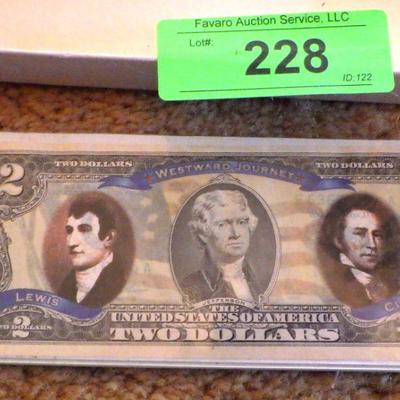 Favaro Auction Service, LLC
Lot#:
228
ID:122
2
TWO DOLLARS
WESTWARD JOURNEY
TWO DOLLARS
LEWIS
JEFFERSON
THE
UNITED STATES OF AMERICA
2
DOLLARS
TWO DOLLARS